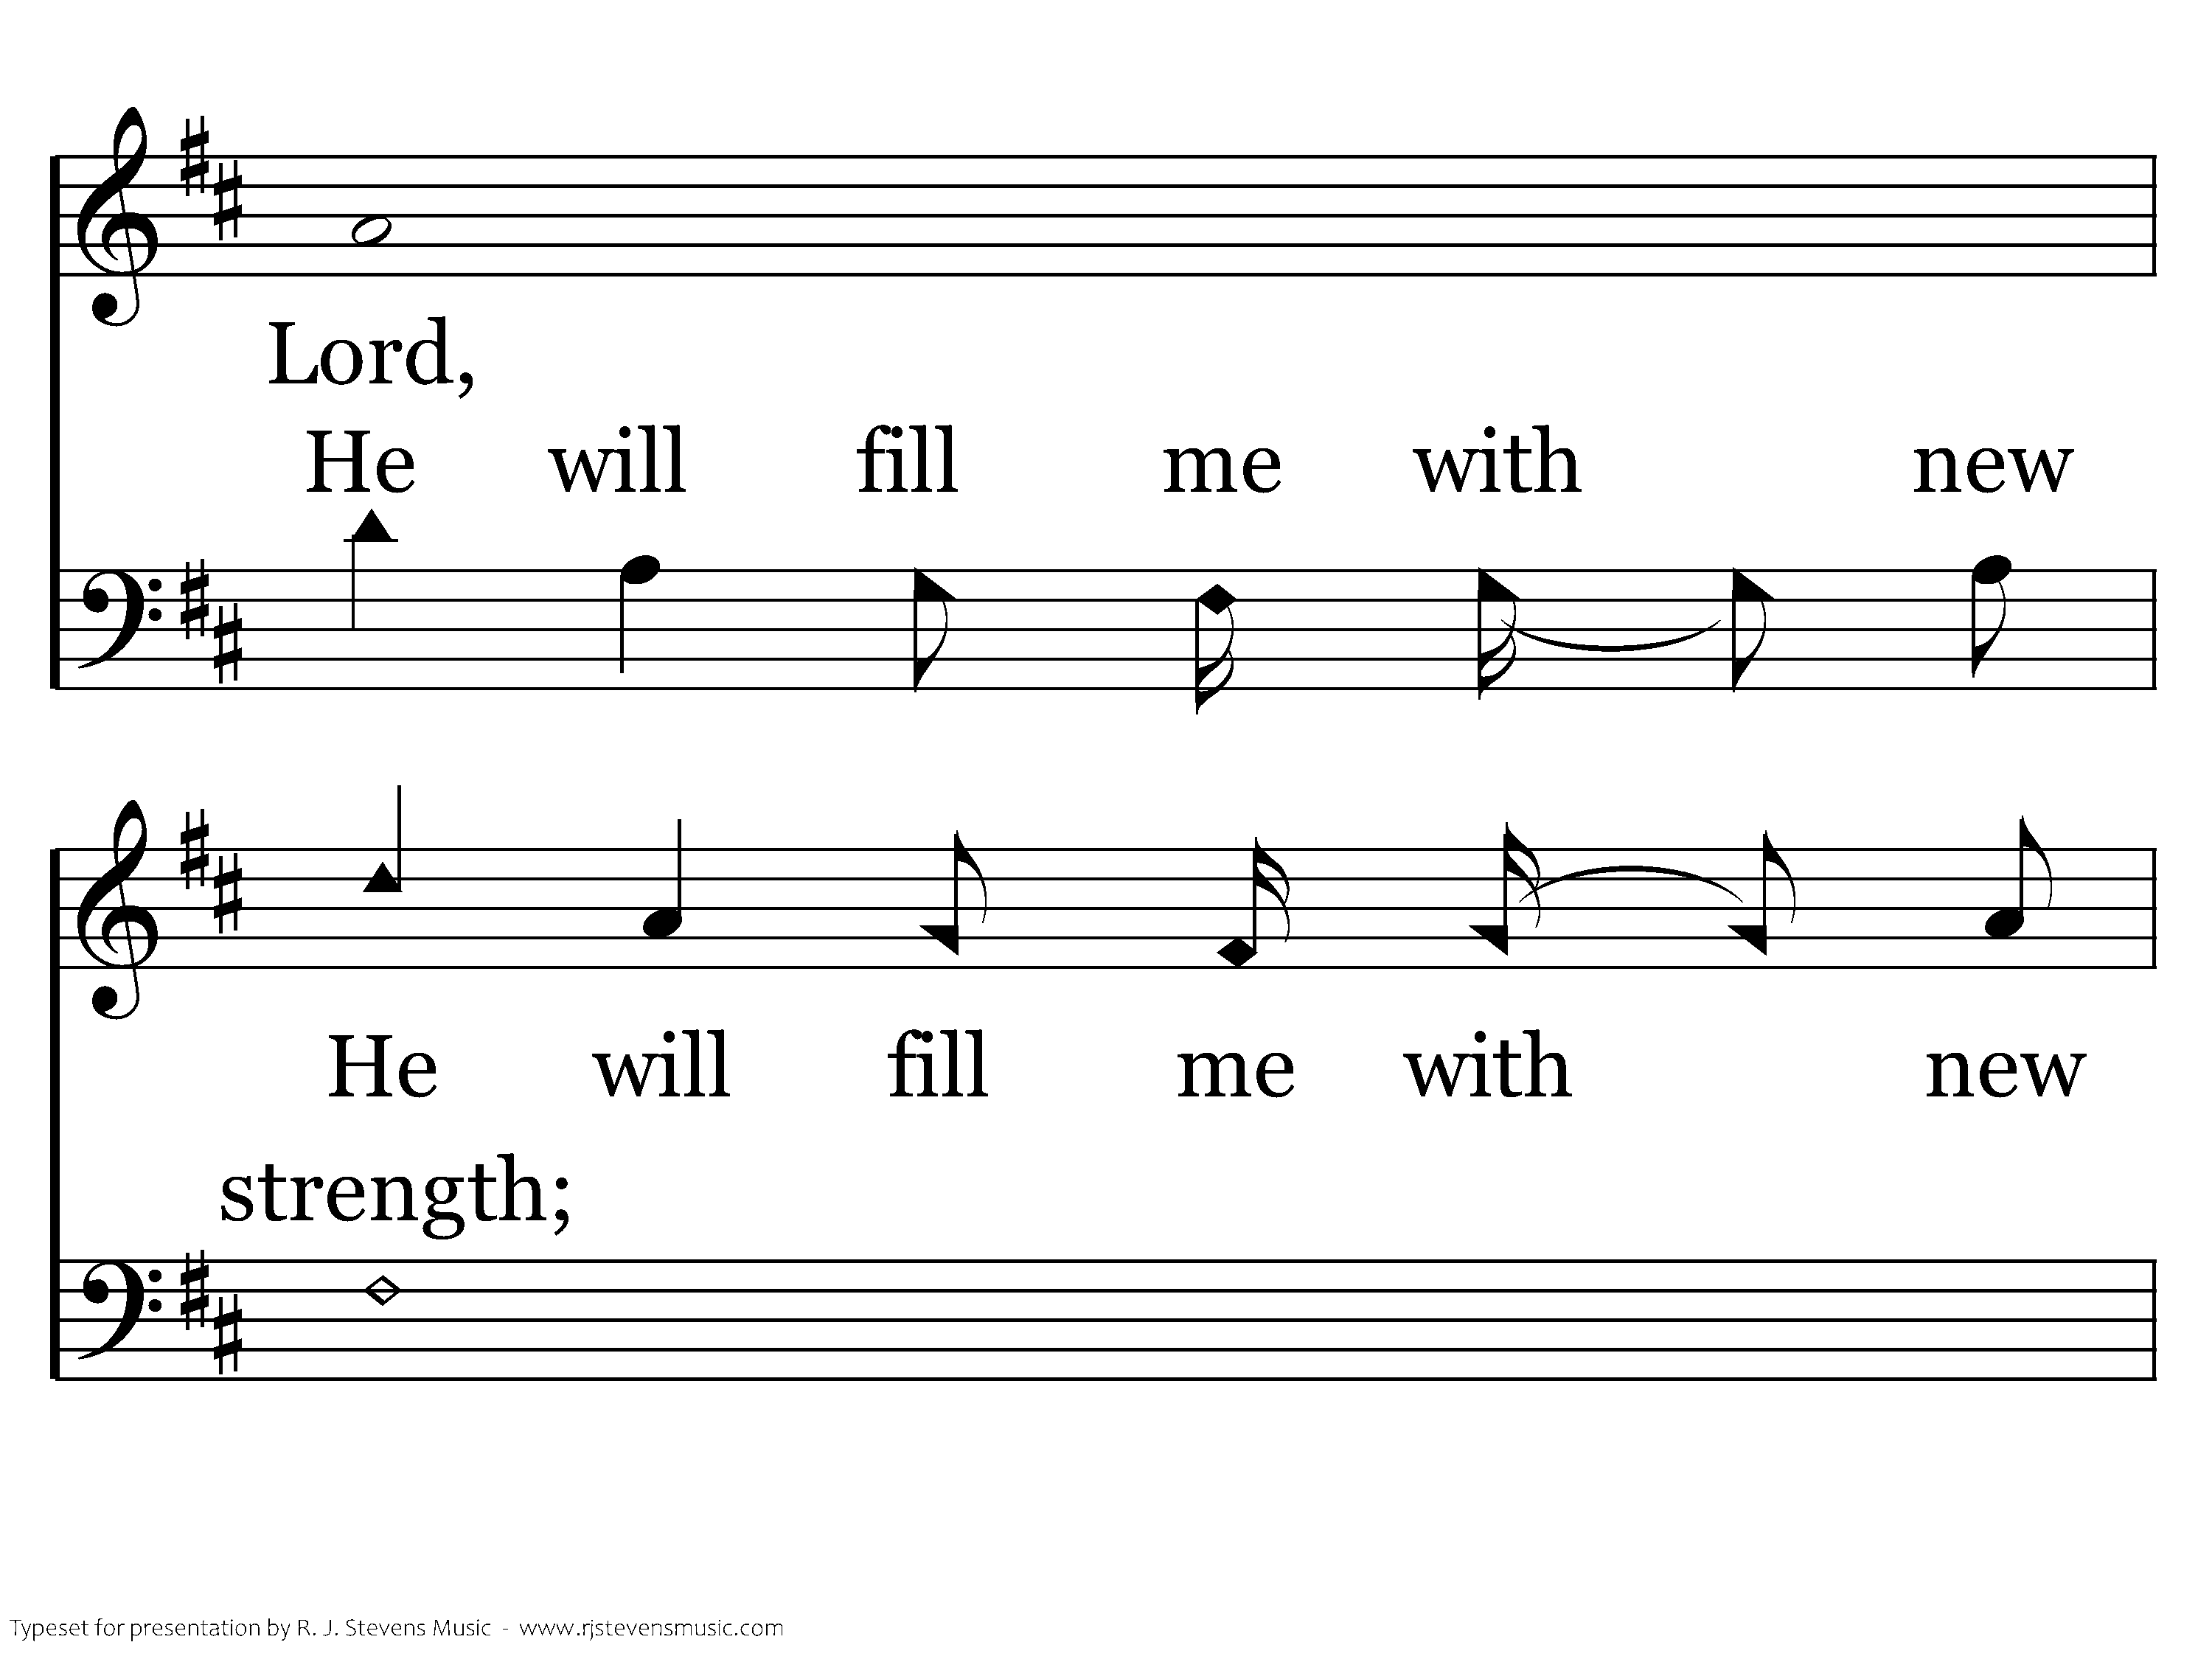 Lord,
He will fill me with new
He will fill me with new
strength;
Typeset for presentation by R. J. Stevens Music - www.rjstevensmusic.com